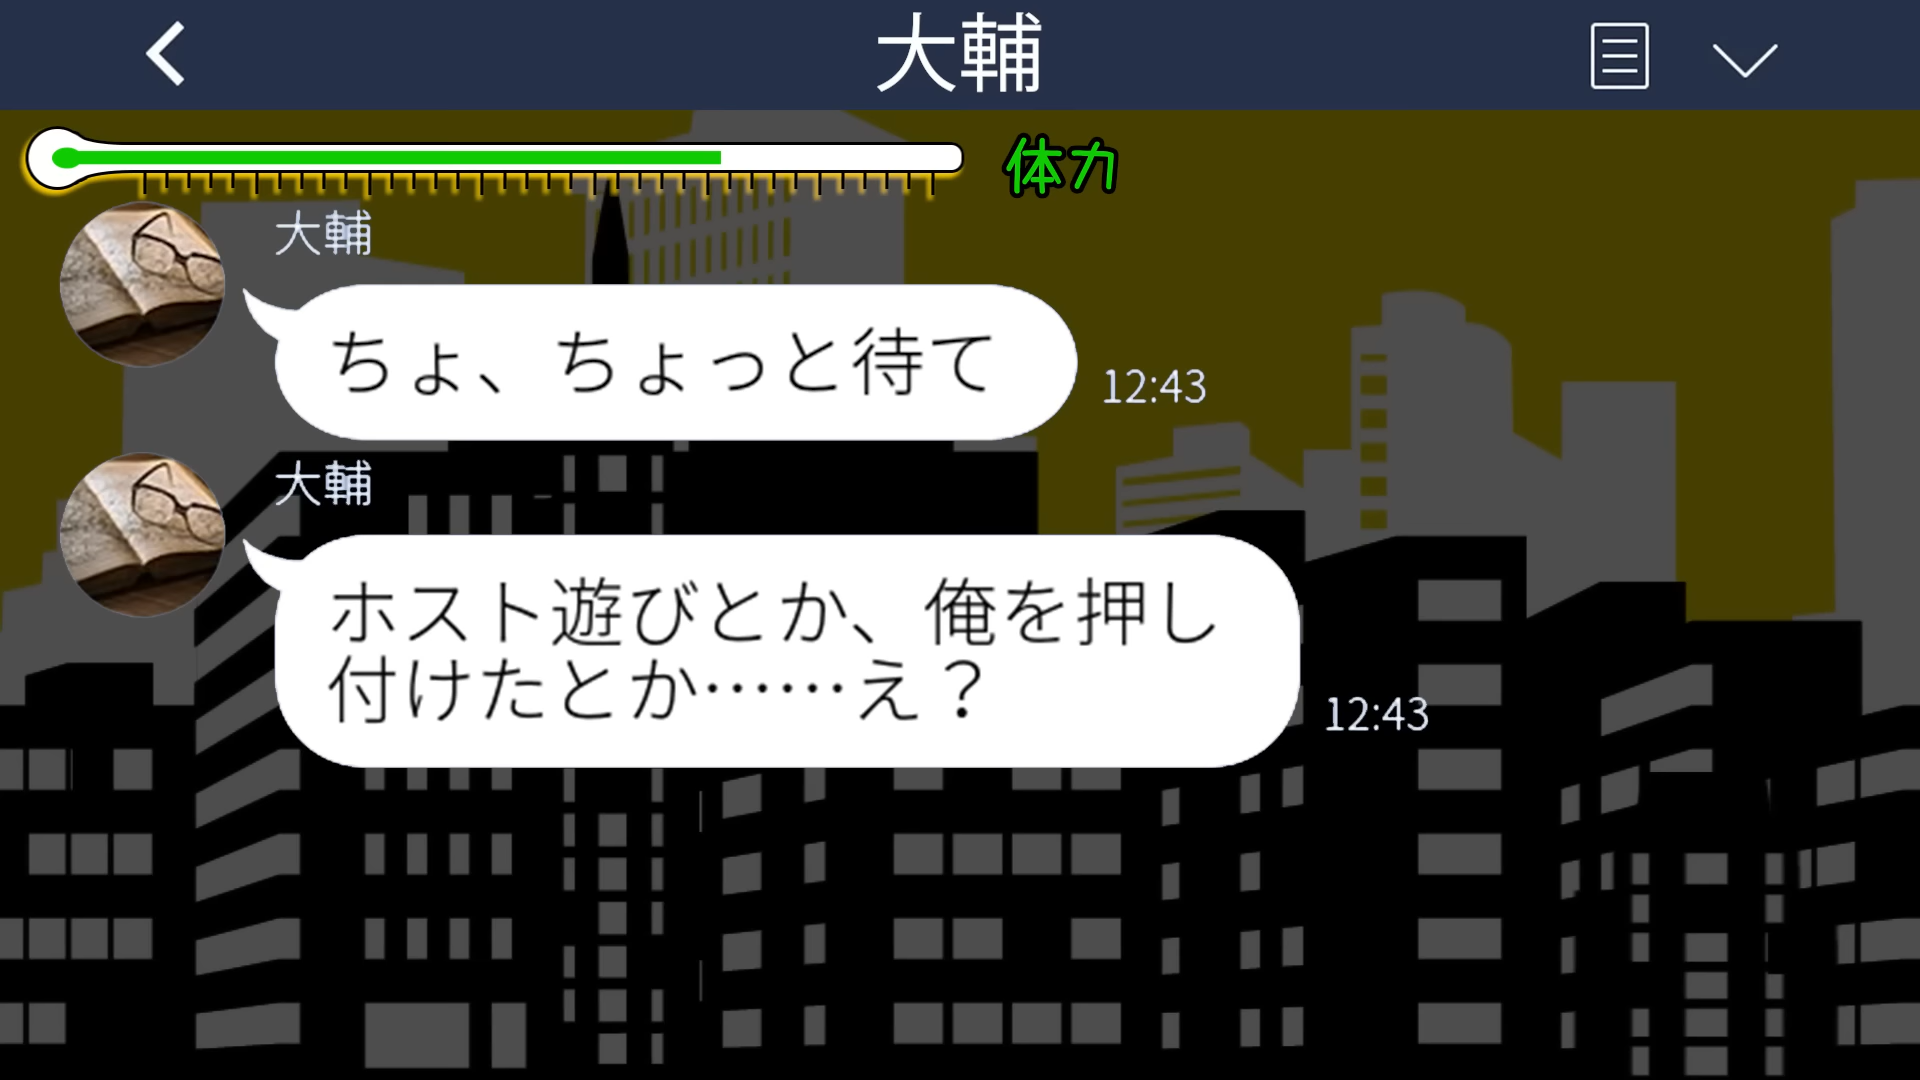 大輔
体力
大輔
ちょ、ちょっと待て
12:43
大輔
ホスト遊びとか、俺を押し
付けたとか……え？
12:43